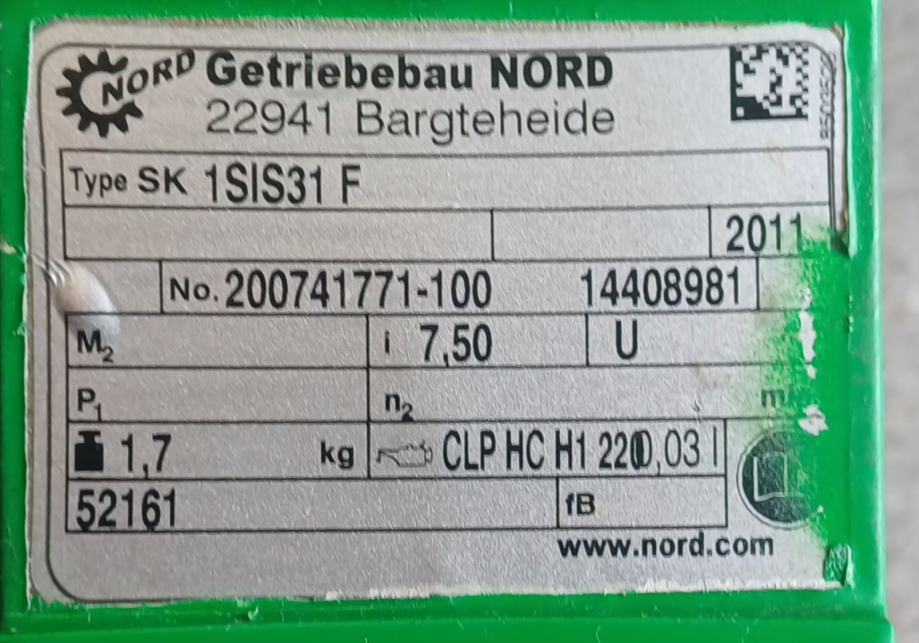 NORD Getriebebau NORD
22941 Bargteheide
Type SK 1SIS31 F
2011
No. 200741771-100 14408981
M2 i 7,50 U
P1 n2 m
1,7 kg CLP HC H1 220,03 l
52161 fB
www.nord.com